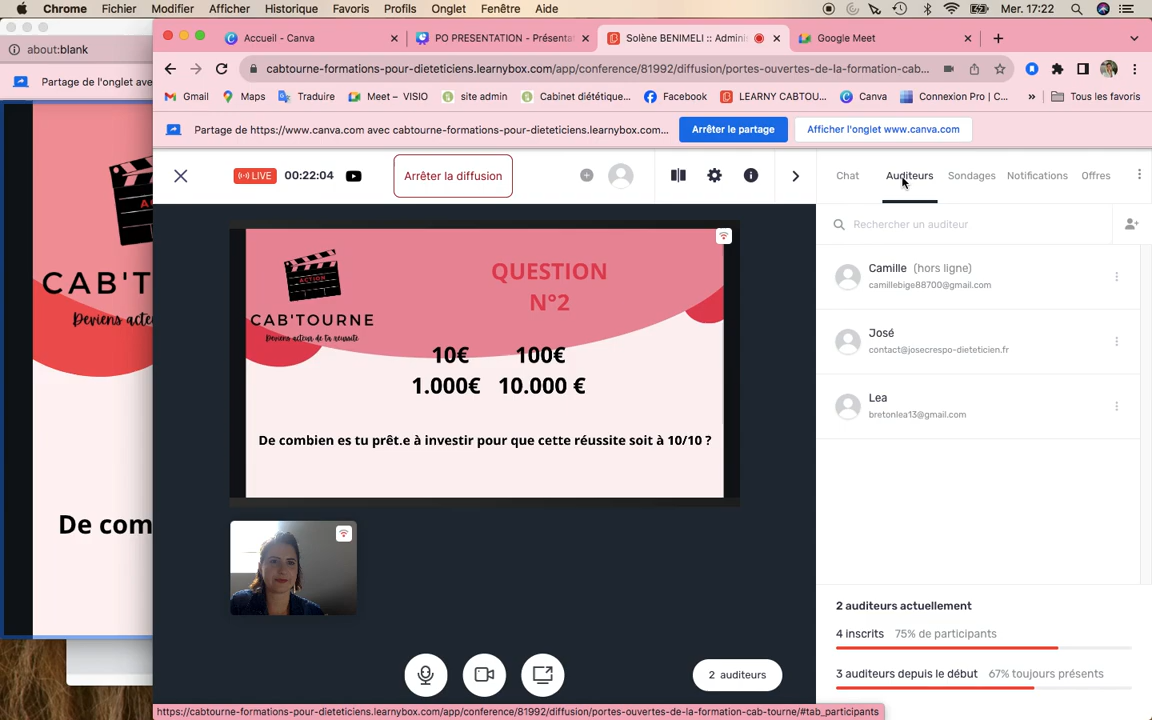 Chrome Fichier Modifier Afficher Historique Favoris Profils Onglet Fenêtre Aide Mer. 17:22
about:blank
Partage de l'onglet ave
Accueil - Canva
PO PRESENTATION - Présenta
Solène BENIMELI :: Admini
Google Meet
cabtourne-formations-pour-dieteticiens.learnybox.com/app/conference/81992/diffusion/portes-ouvertes-de-la-formation-cab...
Gmail Maps Traduire Meet – VISIO site admin Cabinet diététique... Facebook LEARNY CABTOU... Canva Connexion Pro | C... » Tous les favoris
Partage de https://www.canva.com avec cabtourne-formations-pour-dieteticiens.learnybox.com...
Arrêter le partage
Afficher l'onglet www.canva.com
LIVE 00:22:04
Arrêter la diffusion
Chat Auditeurs Sondages Notifications Offres
Rechercher un auditeur
Camille (hors ligne)
camillebige88700@gmail.com
José
contact@josecrespo-dieteticien.fr
Lea
bretonlea13@gmail.com
ACTION
CAB'TOURNE
Deviens acteur de ta réussite
QUESTION
N°2
10€ 100€
1.000€ 10.000 €
De combien es tu prêt.e à investir pour que cette réussite soit à 10/10 ?
A
CAB'T
Deviens acte
De com
2 auditeurs actuellement
4 inscrits 75% de participants
3 auditeurs depuis le début 67% toujours présents
2 auditeurs
https://cabtourne-formations-pour-dieteticiens.learnybox.com/app/conference/81992/diffusion/portes-ouvertes-de-la-formation-cab-tourne/#tab_participants